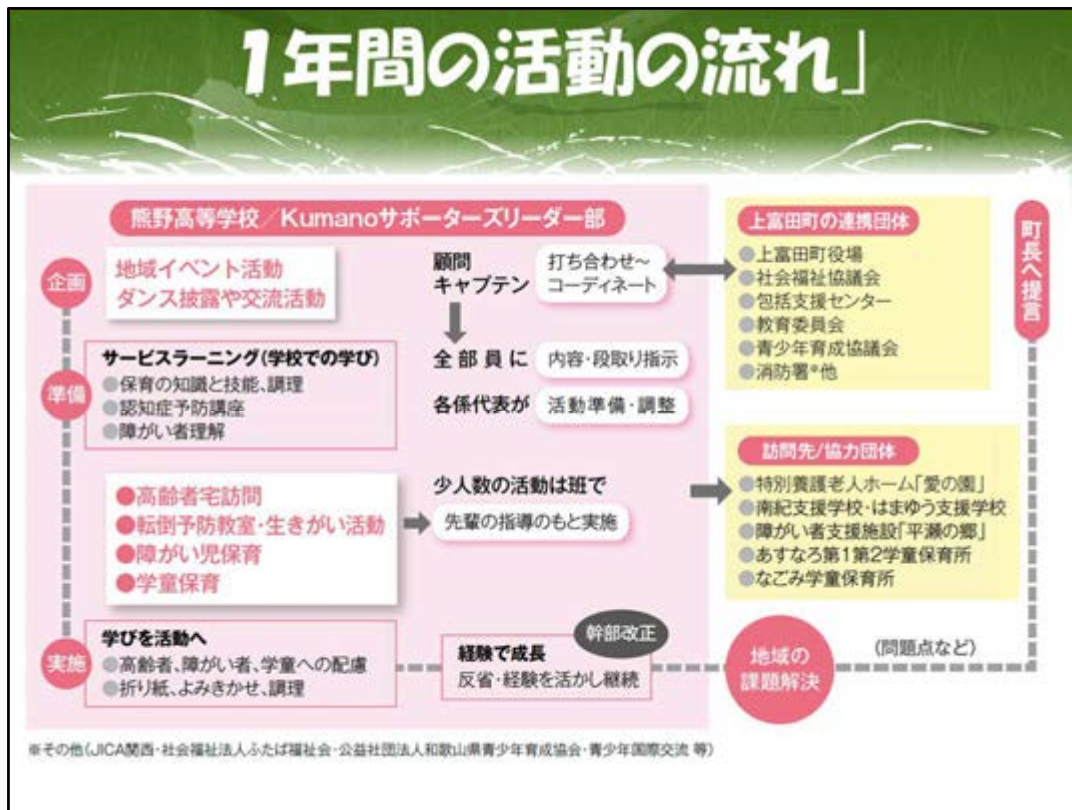 1年間の活動の流れ」
熊野高等学校/Kumanoサポーターズリーダー部
企画
地域イベント活動
ダンス披露や交流活動
顧問
キャプテン
打ち合わせ～
コーディネート
全部員に
内容・段取り指示
各係代表が
活動準備・調整
準備
サービスラーニング(学校での学び)
●保育の知識と技能、調理
●認知症予防講座
●障がい者理解
●高齢者宅訪問
●転倒予防教室・生きがい活動
●障がい児保育
●学童保育
少人数の活動は班で
先輩の指導のもと実施
実施
学びを活動へ
●高齢者、障がい者、学童への配慮
●折り紙、よみきかせ、調理
幹部改正
経験で成長
反省・経験を活かし継続
上富田町の連携団体
●上富田町役場
●社会福祉協議会
●包括支援センター
●教育委員会
●青少年育成協議会
●消防署※他
訪問先/協力団体
●特別養護老人ホーム「愛の園」
●南紀支援学校・はまゆう支援学校
●障がい者支援施設「平瀬の郷」
●あすなろ第1第2学童保育所
●なごみ学童保育所
地域の
課題解決
(問題点など)
町長へ提言
※その他(JICA関西・社会福祉法人ふたば福祉会・公益社団法人和歌山県青少年育成協会・青少年国際交流 等)